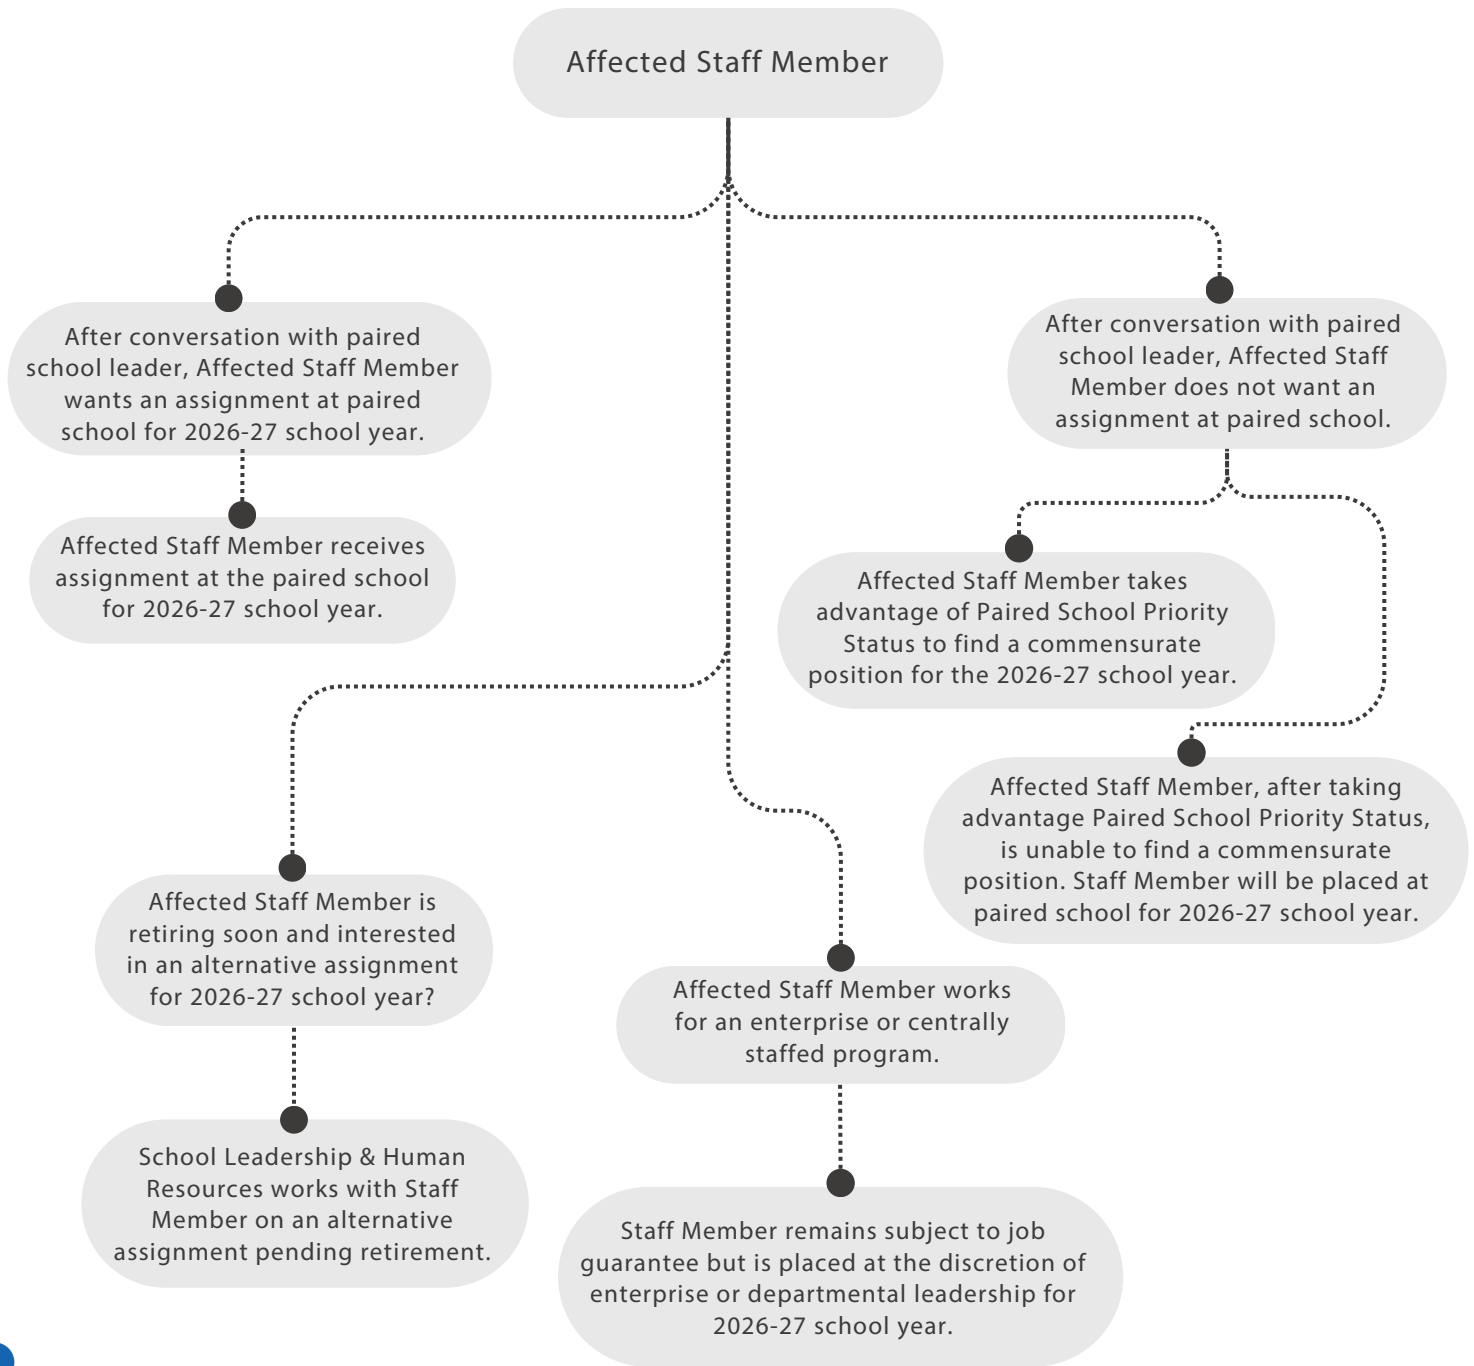 Affected Staff Member
After conversation with paired
school leader, Affected Staff Member
wants an assignment at paired
school for 2026-27 school year.
Affected Staff Member receives
assignment at the paired school
for 2026-27 school year.
After conversation with paired
school leader, Affected Staff
Member does not want an
assignment at paired school.
Affected Staff Member takes
advantage of Paired School Priority
Status to find a commensurate
position for the 2026-27 school year.
Affected Staff Member, after taking
advantage Paired School Priority Status,
is unable to find a commensurate
position. Staff Member will be placed at
paired school for 2026-27 school year.
Affected Staff Member is
retiring soon and interested
in an alternative assignment
for 2026-27 school year?
School Leadership & Human
Resources works with Staff
Member on an alternative
assignment pending retirement.
Affected Staff Member works
for an enterprise or centrally
staffed program.
Staff Member remains subject to job
guarantee but is placed at the discretion of
enterprise or departmental leadership for
2026-27 school year.